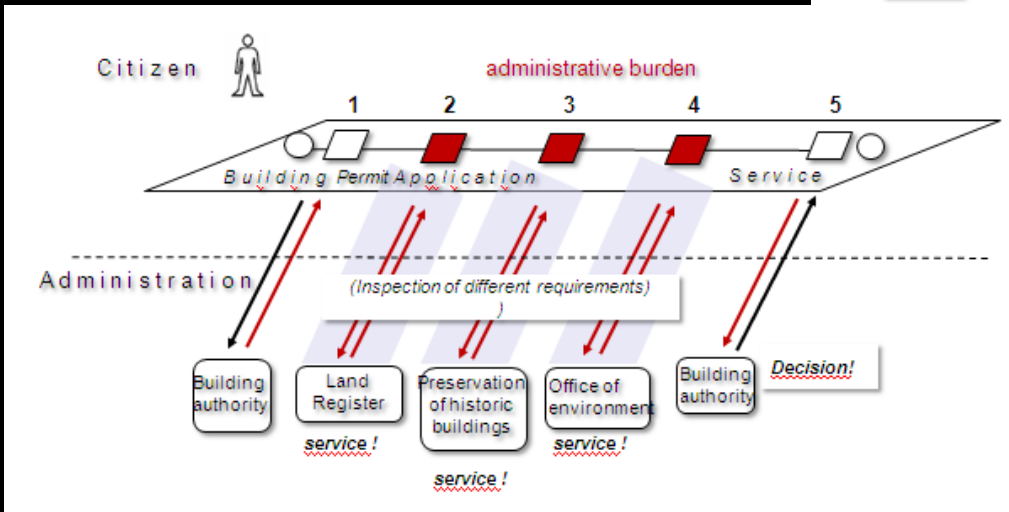 Citizen
administrative burden
1 2 3 4 5
Building Permit Application
Service
Administration
(Inspection of different requirements)
)
Building
authority
Land
Register
service !
Preservation
of historic
buildings
service !
Office of
environment
service !
Building
authority
Decision!